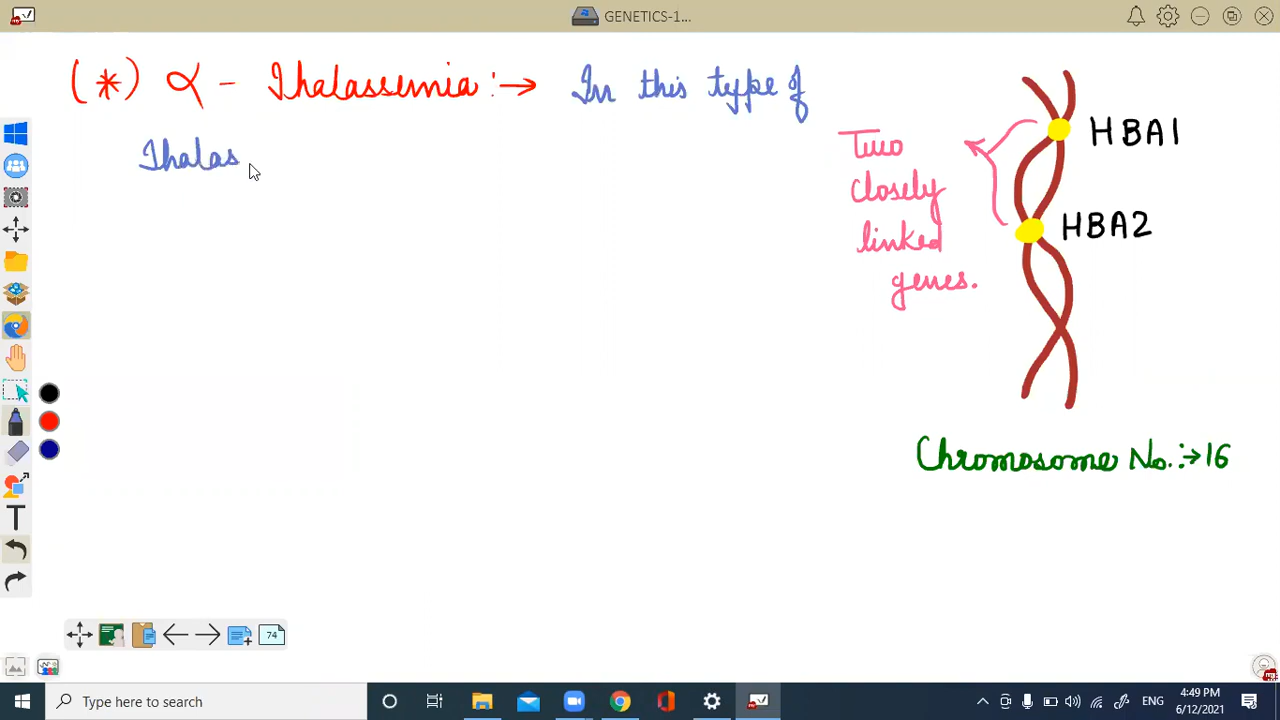 GENETICS-1...
(*) α - Thalassemia :→ In this type of
Thalas
Two
closely
linked
genes.
HBA1
HBA2
Chromosome No. :→ 16
T
74
Type here to search
ENG
4:49 PM
6/12/2021